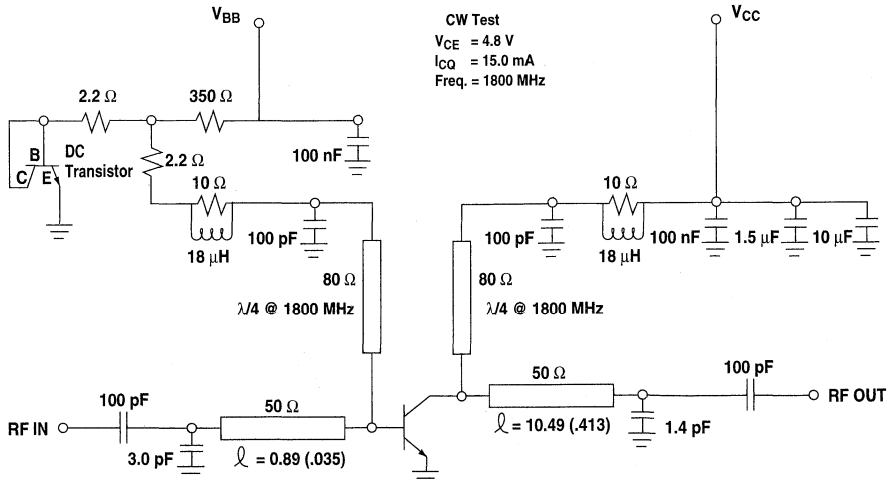 V_BB
CW Test
V_CE = 4.8 V
I_CQ = 15.0 mA
Freq. = 1800 MHz
V_CC
2.2 Ω
350 Ω
B
C
E
DC
Transistor
2.2 Ω
100 nF
10 Ω
18 µH
100 pF
10 Ω
18 µH
100 pF
100 nF
1.5 µF
10 µF
80 Ω
λ/4 @ 1800 MHz
80 Ω
λ/4 @ 1800 MHz
RF IN
100 pF
3.0 pF
50 Ω
ℓ = 0.89 (.035)
50 Ω
ℓ = 10.49 (.413)
1.4 pF
100 pF
RF OUT